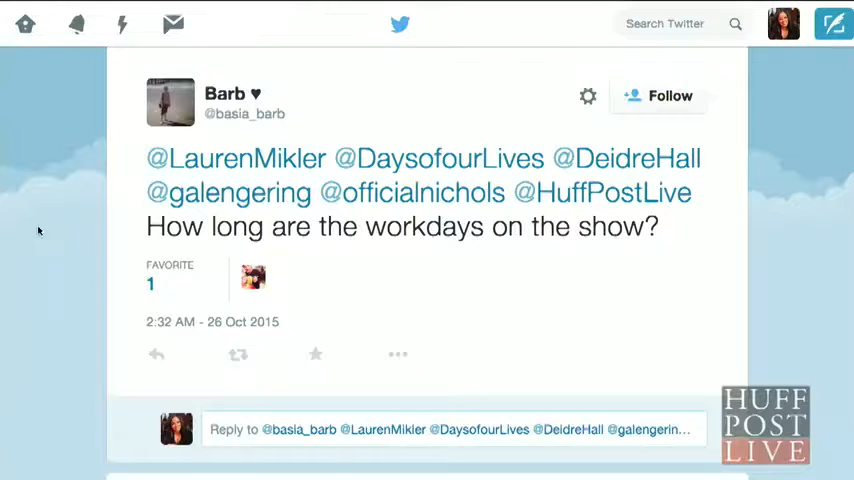 Search Twitter
Barb ♥
@basia_barb
Follow
@LaurenMikler @DaysofourLives @DeidreHall
@galengering @officialnichols @HuffPostLive
How long are the workdays on the show?
FAVORITE
1
2:32 AM - 26 Oct 2015
Reply to @basia_barb @LaurenMikler @DaysofourLives @DeidreHall @galengerin...
HUFF
POST
LIVE